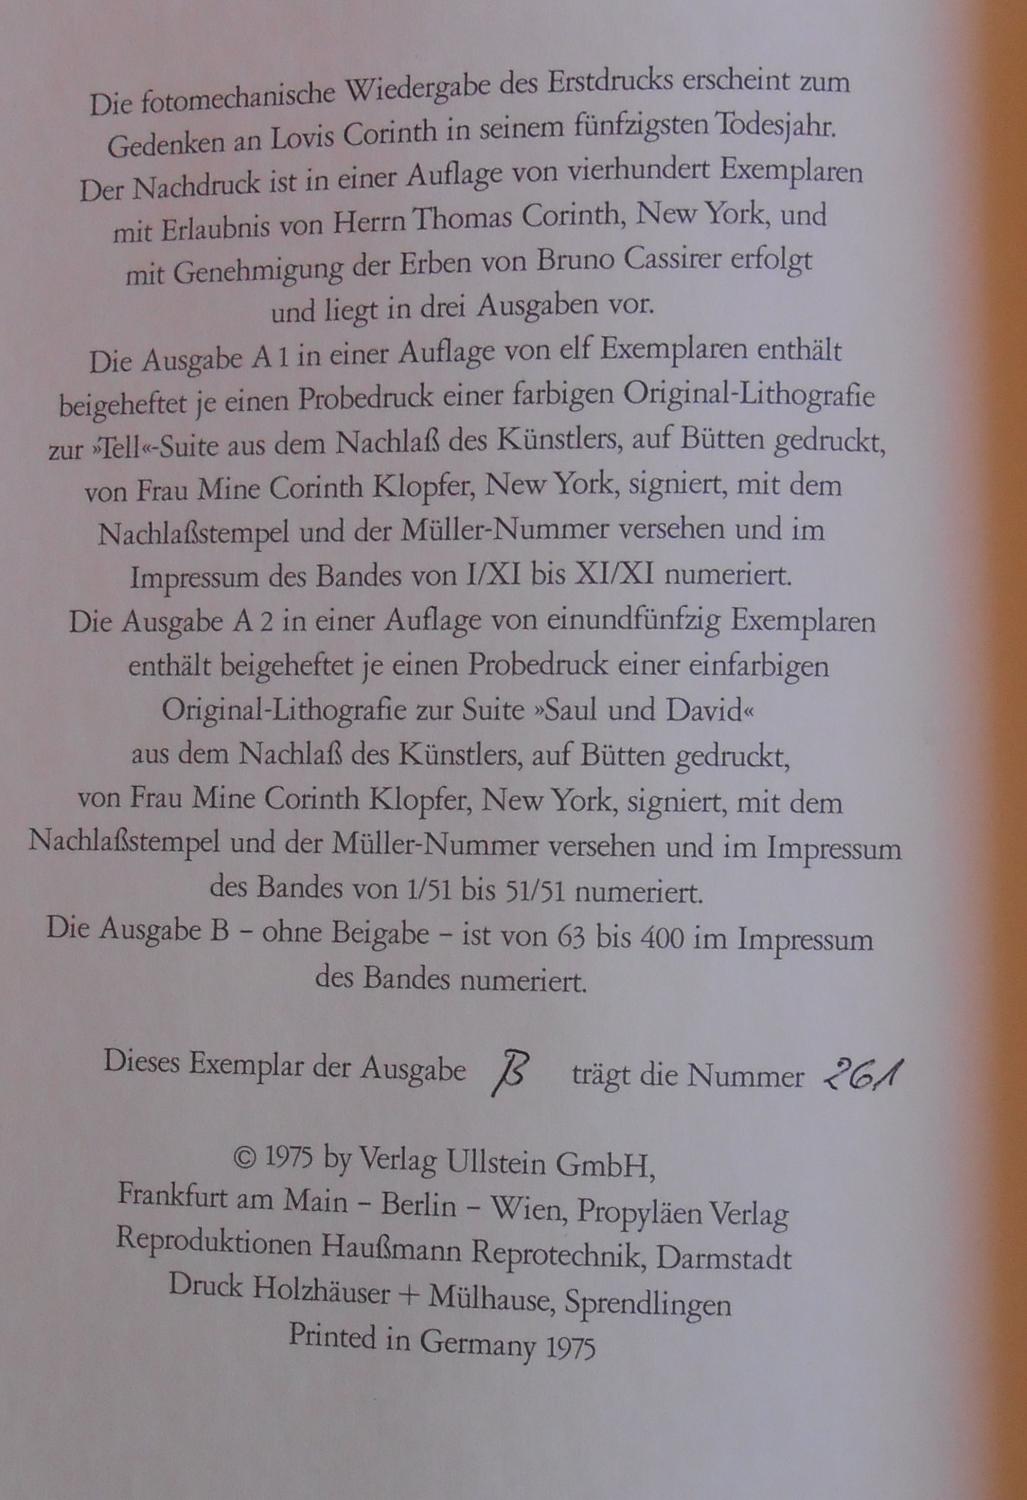 Die fotomechanische Wiedergabe des Erstdrucks erscheint zum
Gedenken an Lovis Corinth in seinem fünfzigsten Todesjahr.
Der Nachdruck ist in einer Auflage von vierhundert Exemplaren
mit Erlaubnis von Herrn Thomas Corinth, New York, und
mit Genehmigung der Erben von Bruno Cassirer erfolgt
und liegt in drei Ausgaben vor.
Die Ausgabe A 1 in einer Auflage von elf Exemplaren enthält
beigeheftet je einen Probedruck einer farbigen Original-Lithografie
zur »Tell«-Suite aus dem Nachlaß des Künstlers, auf Bütten gedruckt,
von Frau Mine Corinth Klopfer, New York, signiert, mit dem
Nachlaßstempel und der Müller-Nummer versehen und im
Impressum des Bandes von I/XI bis XI/XI numeriert.
Die Ausgabe A 2 in einer Auflage von einundfünfzig Exemplaren
enthält beigeheftet je einen Probedruck einer einfarbigen
Original-Lithografie zur Suite »Saul und David«
aus dem Nachlaß des Künstlers, auf Bütten gedruckt,
von Frau Mine Corinth Klopfer, New York, signiert, mit dem
Nachlaßstempel und der Müller-Nummer versehen und im Impressum
des Bandes von 1/51 bis 51/51 numeriert.
Die Ausgabe B – ohne Beigabe – ist von 63 bis 400 im Impressum
des Bandes numeriert.
Dieses Exemplar der Ausgabe B trägt die Nummer 261
© 1975 by Verlag Ullstein GmbH,
Frankfurt am Main – Berlin – Wien, Propyläen Verlag
Reproduktionen Haußmann Reprotechnik, Darmstadt
Druck Holzhäuser + Mülhause, Sprendlingen
Printed in Germany 1975